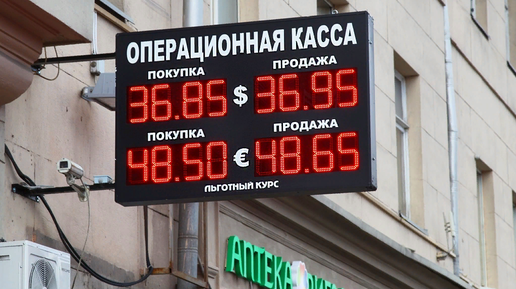 ОПЕРАЦИОННАЯ КАССА
ПОКУПКА ПРОДАЖА
36.85 $ 36.95
ПОКУПКА ПРОДАЖА
48.50 € 48.65
ЛЬГОТНЫЙ КУРС
АПТЕКА